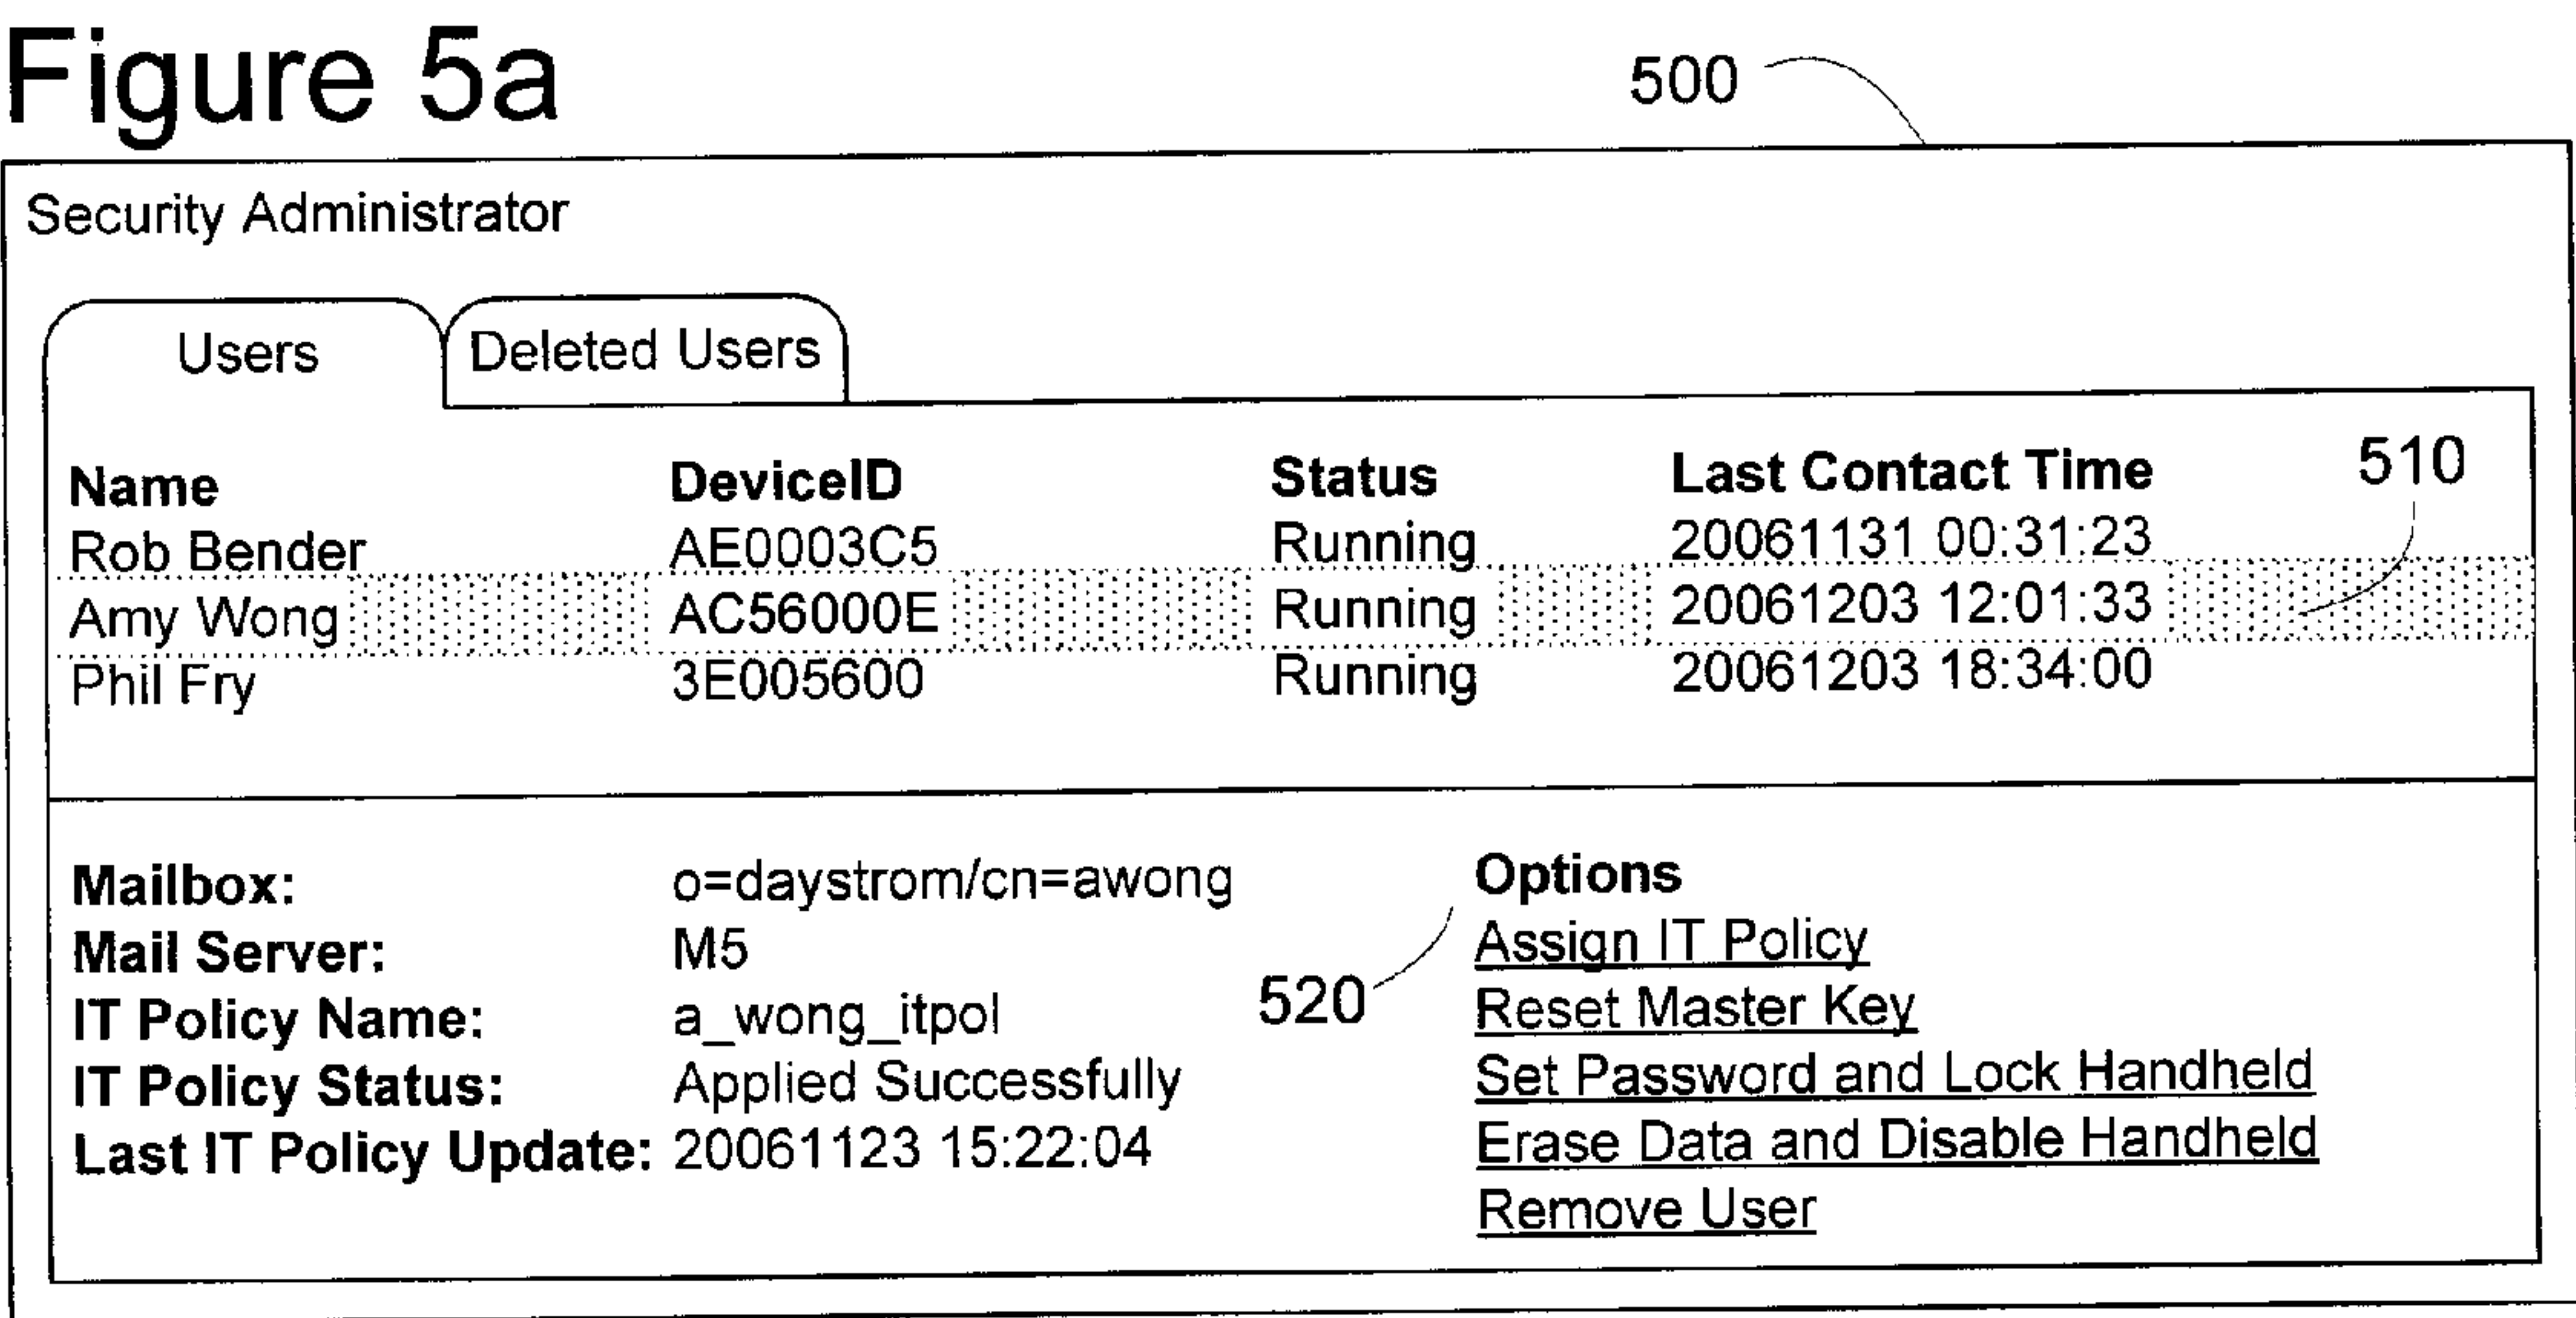 Figure 5a
500
Security Administrator
Users Deleted Users
Name DeviceID Status Last Contact Time 510
Rob Bender AE0003C5 Running 20061131 00:31:23
Amy Wong AC56000E Running 20061203 12:01:33
Phil Fry 3E005600 Running 20061203 18:34:00
Mailbox: o=daystrom/cn=awong Options
Mail Server: M5 Assign IT Policy
IT Policy Name: a_wong_itpol 520 Reset Master Key
IT Policy Status: Applied Successfully Set Password and Lock Handheld
Last IT Policy Update: 20061123 15:22:04 Erase Data and Disable Handheld
Remove User